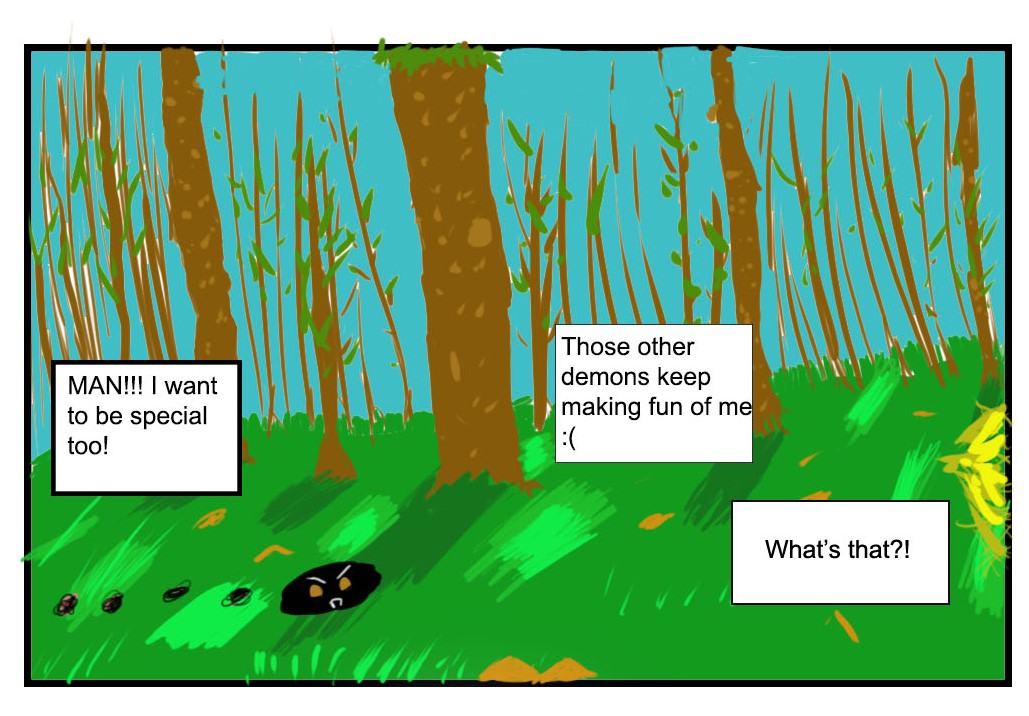 MAN!!! I want
to be special
too!
Those other
demons keep
making fun of me
:(
What’s that?!